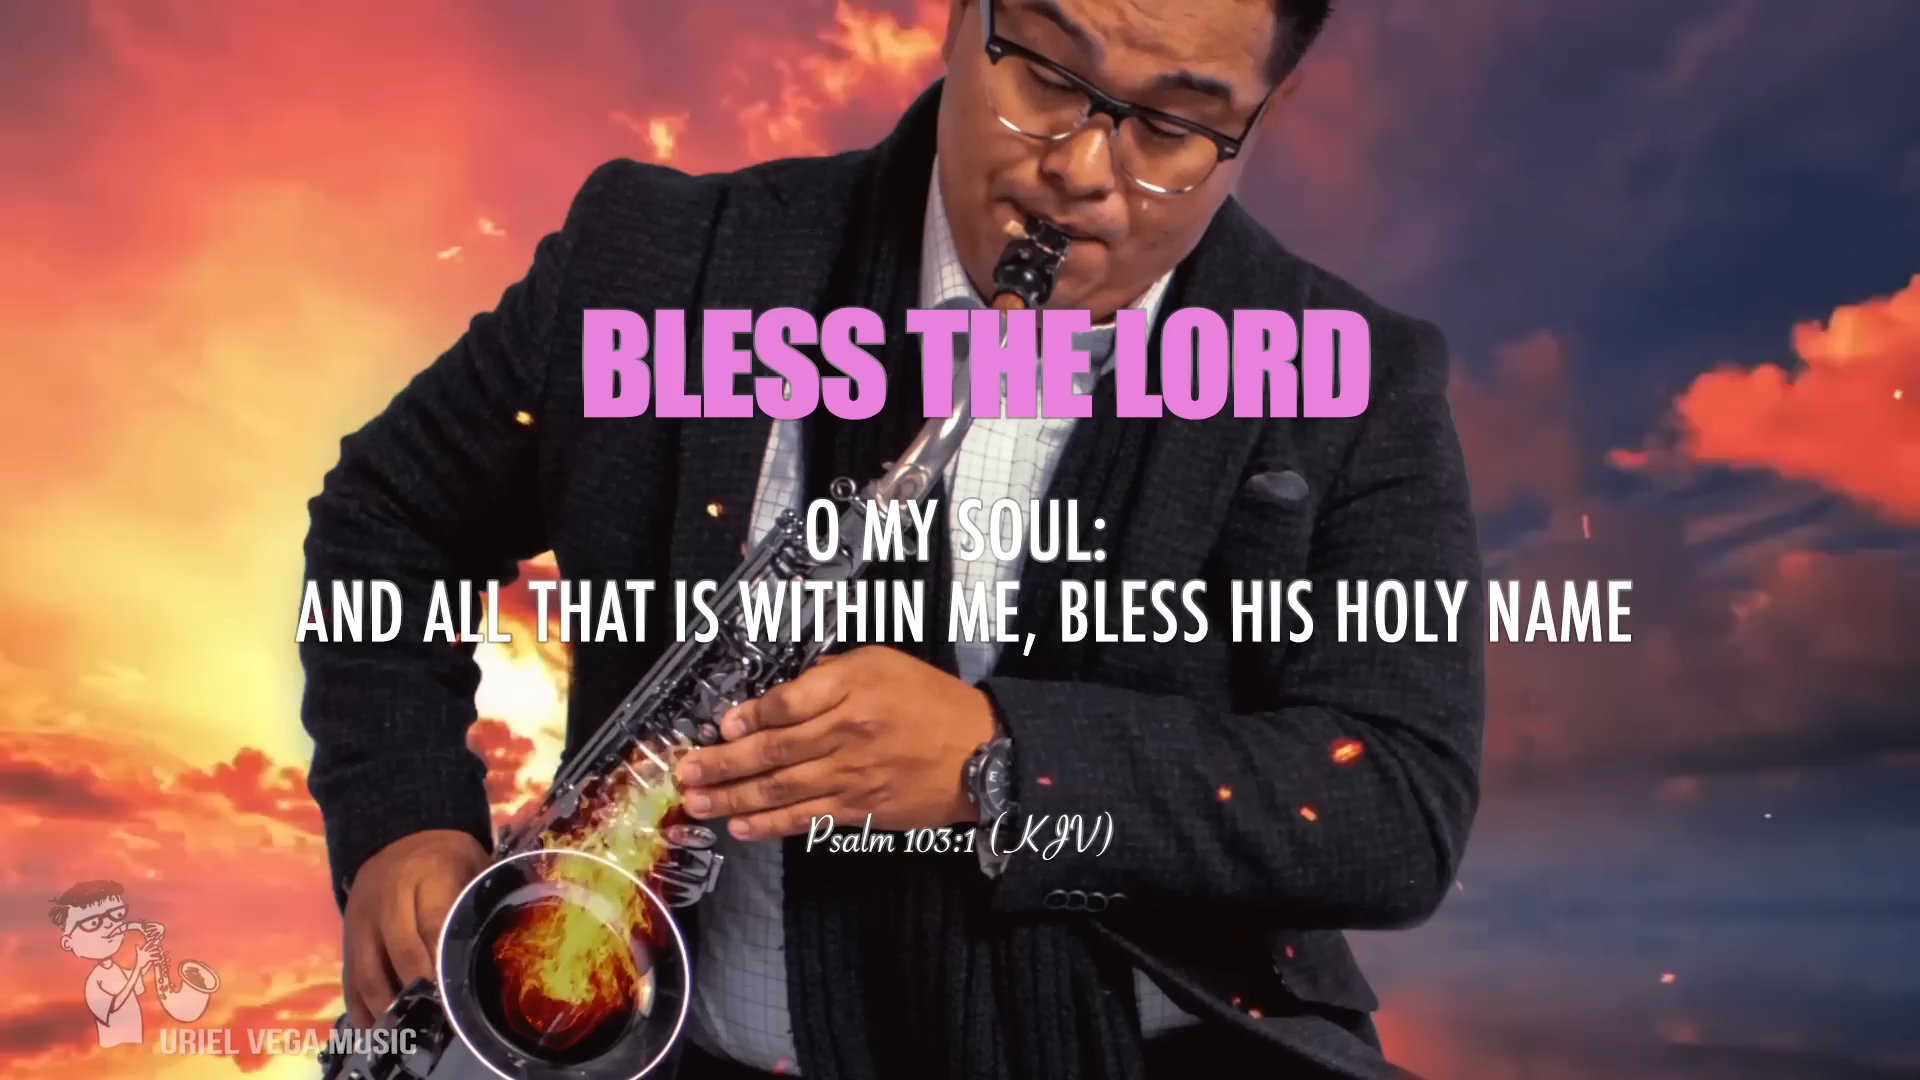 BLESS THE LORD
O MY SOUL:
AND ALL THAT IS WITHIN ME, BLESS HIS HOLY NAME
Psalm 103:1 (KJV)
URIEL VEGA MUSIC